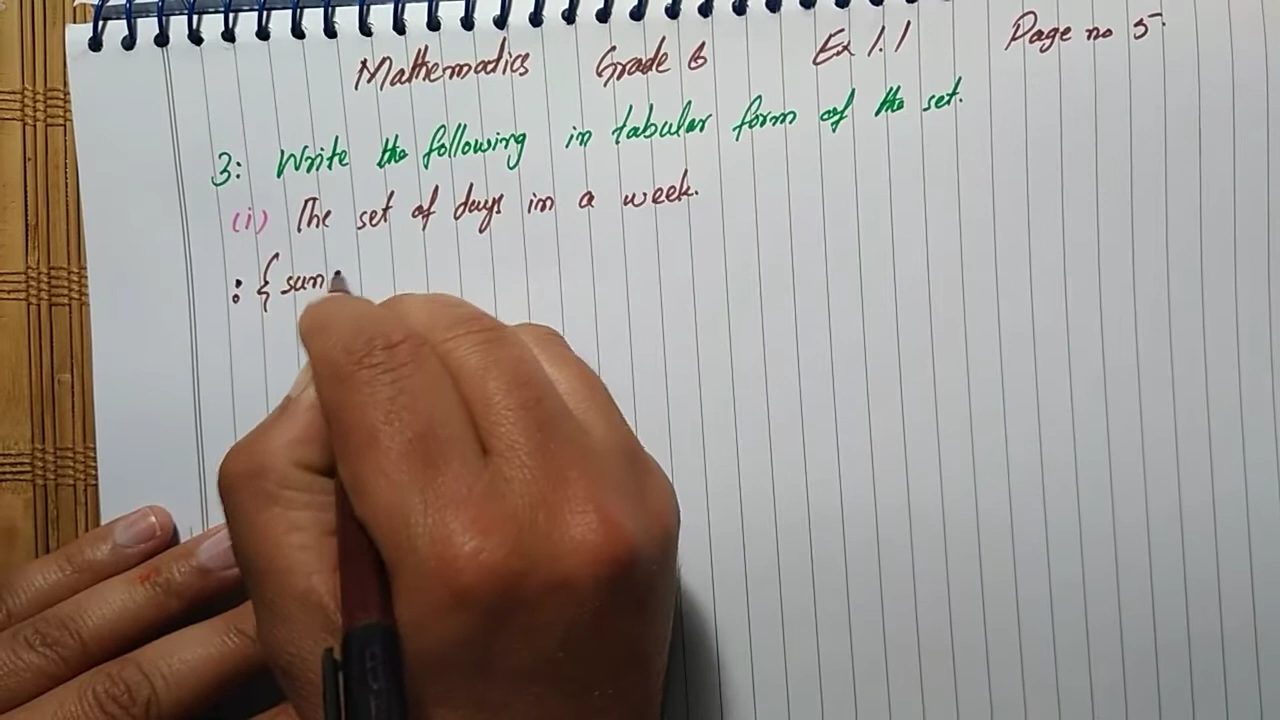 Mathematics Grade 6 Ex 1.1 Page no 5.
3: Write the following in tabular form of the set.
(i) The set of days in a week.
: { sun